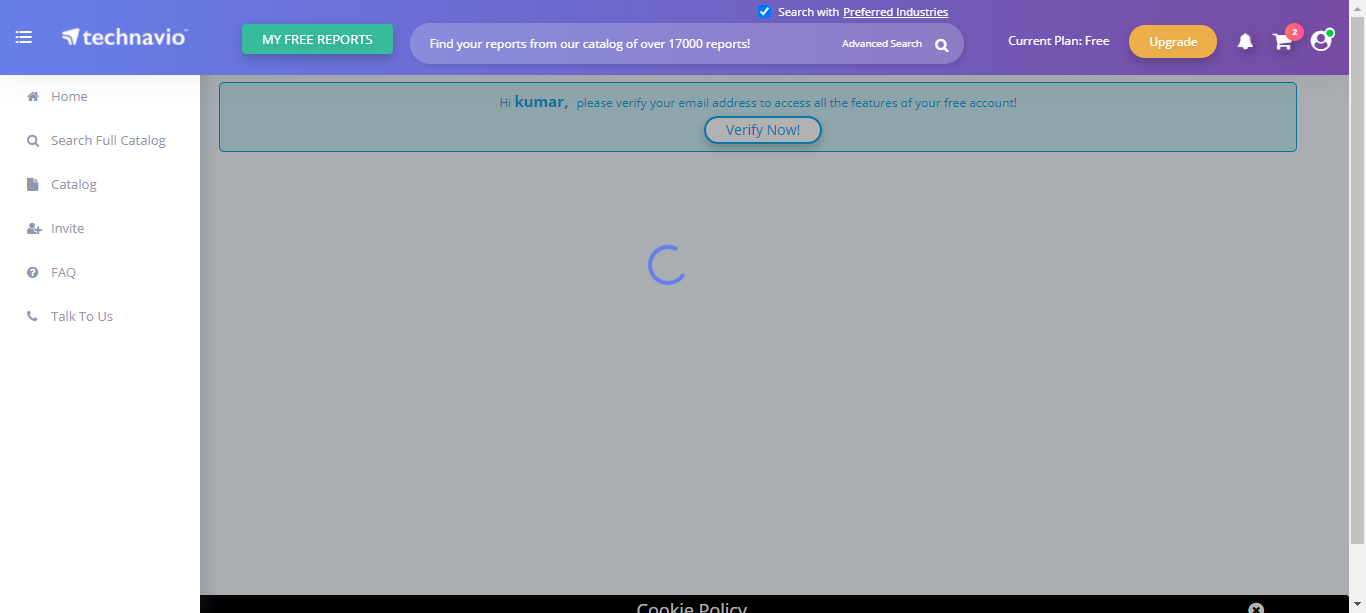 Search with Preferred Industries
technavio
MY FREE REPORTS
Find your reports from our catalog of over 17000 reports!
Advanced Search
Current Plan: Free
Upgrade
2
Home
Search Full Catalog
Catalog
Invite
FAQ
Talk To Us
Hi kumar, please verify your email address to access all the features of your free account!
Verify Now!
Cookie Policy